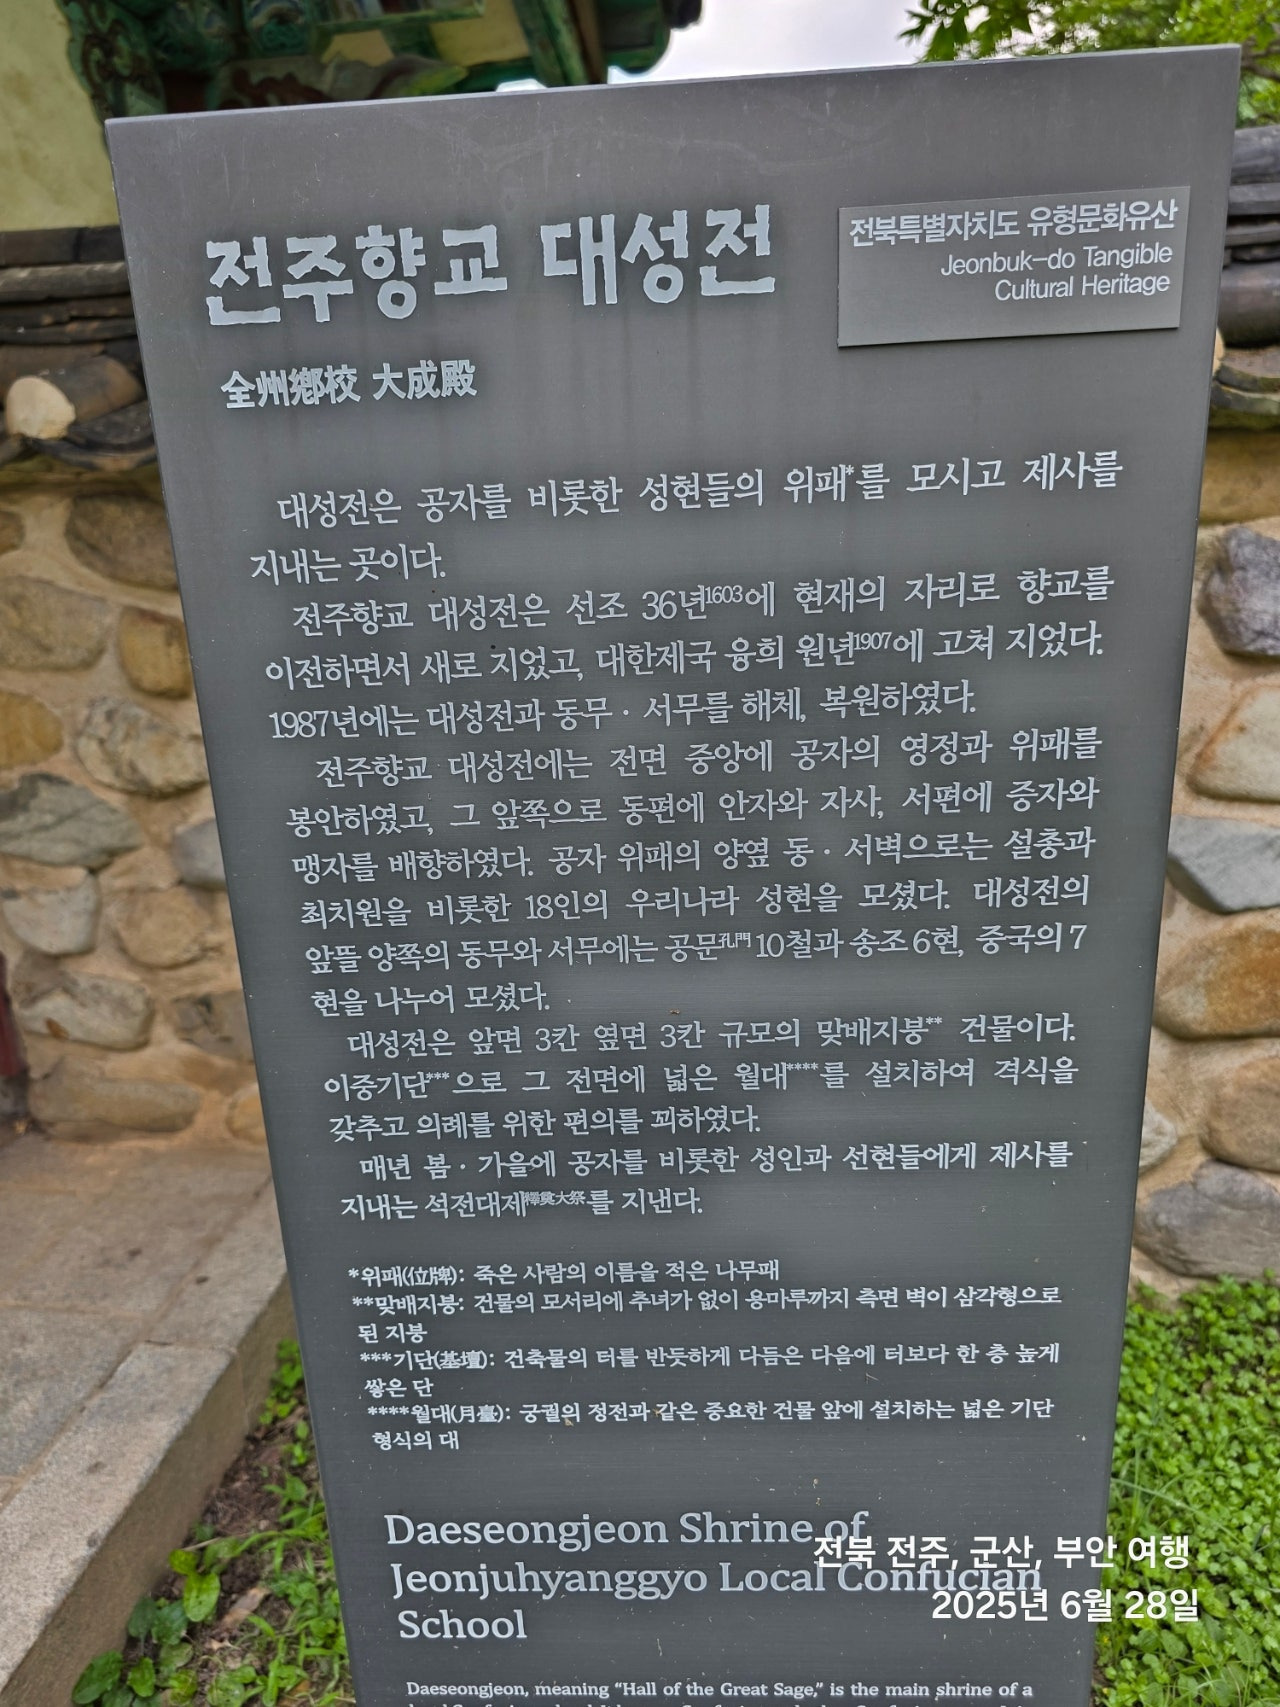 전주향교 대성전
전북특별자치도 유형문화유산
Jeonbuk-do Tangible
Cultural Heritage
全州鄕校 大成殿
대성전은 공자를 비롯한 성현들의 위패*를 모시고 제사를
지내는 곳이다.
전주향교 대성전은 선조 36년1603에 현재의 자리로 향교를
이전하면서 새로 지었고, 대한제국 융희 원년1907에 고쳐 지었다.
1987년에는 대성전과 동무·서무를 해체, 복원하였다.
전주향교 대성전에는 전면 중앙에 공자의 영정과 위패를
봉안하였고, 그 앞쪽으로 동편에 안자와 자사, 서편에 증자와
맹자를 배향하였다. 공자 위패의 양옆 동·서벽으로는 설총과
최치원을 비롯한 18인의 우리나라 성현을 모셨다. 대성전의
앞뜰 양쪽의 동무와 서무에는 공문孔門10철과 송조 6현, 중국의 7
현을 나누어 모셨다.
대성전은 앞면 3칸 옆면 3칸 규모의 맞배지붕** 건물이다.
이중기단***으로 그 전면에 넓은 월대****를 설치하여 격식을
갖추고 의례를 위한 편의를 꾀하였다.
매년 봄·가을에 공자를 비롯한 성인과 선현들에게 제사를
지내는 석전대제釋奠大祭를 지낸다.
*위패(位牌): 죽은 사람의 이름을 적은 나무패
**맞배지붕: 건물의 모서리에 추녀가 없이 용마루까지 측면 벽이 삼각형으로
된 지붕
***기단(基壇): 건축물의 터를 반듯하게 다듬은 다음에 터보다 한 층 높게
쌓은 단
****월대(月臺): 궁궐의 정전과 같은 중요한 건물 앞에 설치하는 넓은 기단
형식의 대
Daeseongjeon Shrine of
Jeonjuhyanggyo Local Confucian
School
전북 전주, 군산, 부안 여행
2025년 6월 28일
Daeseongjeon, meaning “Hall of the Great Sage,” is the main shrine of a